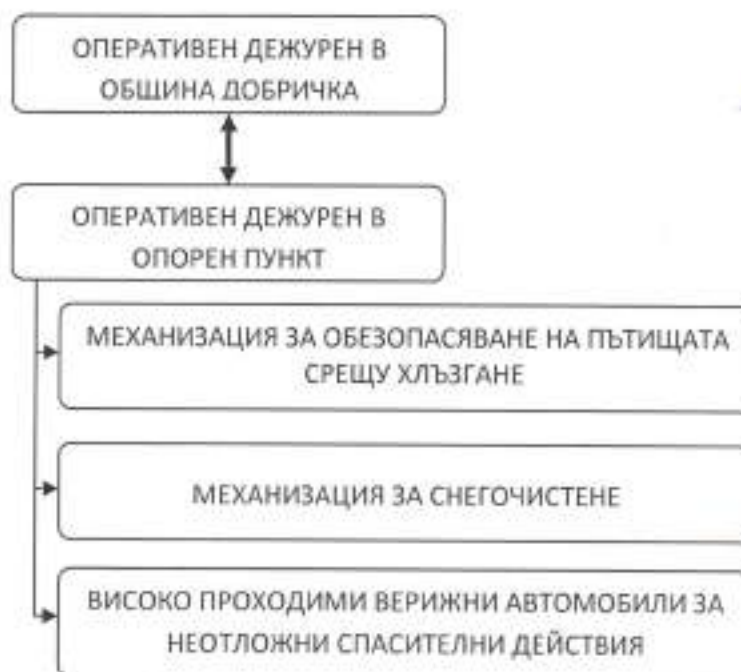 ОПЕРАТИВЕН ДЕЖУРЕН В
ОБЩИНА ДОБРИЧКА
ОПЕРАТИВЕН ДЕЖУРЕН В
ОПОРЕН ПУНКТ
МЕХАНИЗАЦИЯ ЗА ОБЕЗОПАСЯВАНЕ НА ПЪТИЩАТА
СРЕЩУ ХЛЪЗГАНЕ
МЕХАНИЗАЦИЯ ЗА СНЕГОЧИСТЕНЕ
ВИСОКО ПРОХОДИМИ ВЕРИЖНИ АВТОМОБИЛИ ЗА
НЕОТЛОЖНИ СПАСИТЕЛНИ ДЕЙСТВИЯ